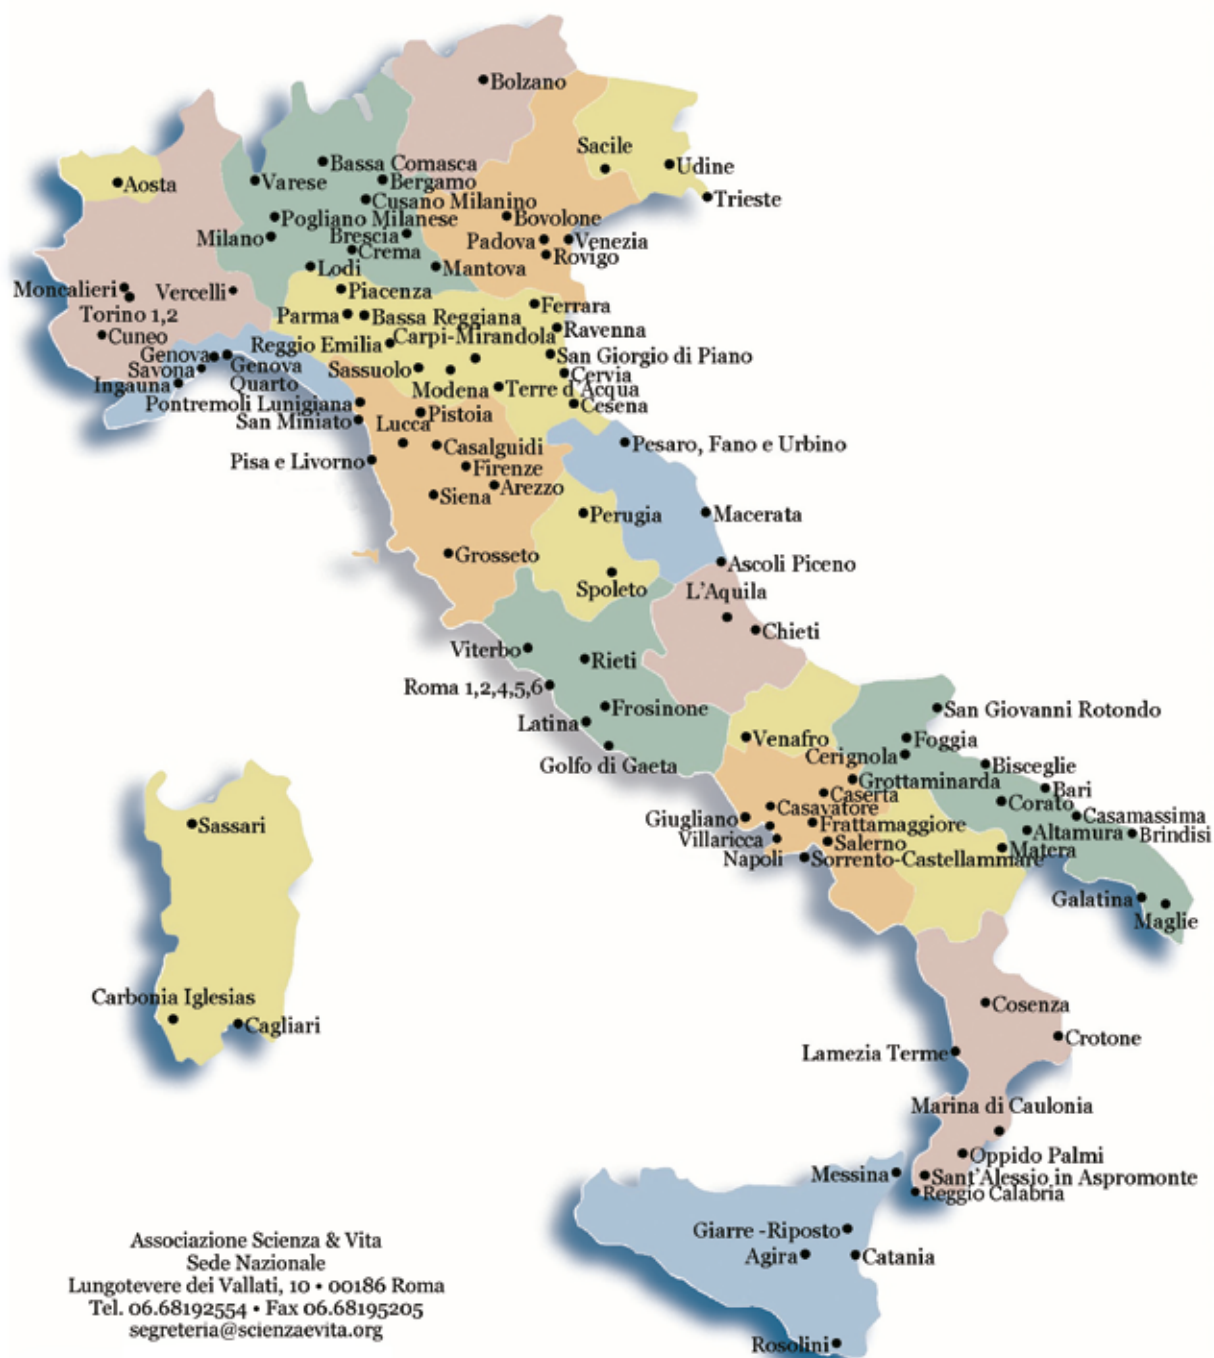 Bolzano
Sacile
Udine
Bassa Comasca
Aosta
Varese
Bergamo
Trieste
Cusano Milanino
Pogliano Milanese
Bovolone
Milano
Brescia
Padova
Venezia
Crema
Rovigo
Lodi
Mantova
Moncalieri
Vercelli
Piacenza
Torino 1,2
Ferrara
Parma
Bassa Reggiana
Ravenna
Cuneo
Reggio Emilia
Carpi-Mirandola
Genova
San Giorgio di Piano
Savona
Genova
Quarto
Sassuolo
Cervia
Ingauna
Modena
Terre d'Acqua
Pontremoli Lunigiana
Cesena
San Miniato
Lucca
Pistoia
Casalguidi
Pesaro, Fano e Urbino
Pisa e Livorno
Firenze
Siena
Arezzo
Perugia
Macerata
Grosseto
Ascoli Piceno
Spoleto
L'Aquila
Chieti
Viterbo
Rieti
Roma 1,2,4,5,6
Frosinone
San Giovanni Rotondo
Latina
Venafro
Foggia
Golfo di Gaeta
Cerignola
Bisceglie
Grottaminarda
Bari
Caserta
Corato
Casavatore
Casamassima
Giugliano
Frattamaggiore
Altamura
Brindisi
Sassari
Villaricca
Salerno
Matera
Napoli
Sorrento-Castellammare
Galatina
Maglie
Carbonia Iglesias
Cagliari
Cosenza
Crotone
Lamezia Terme
Marina di Caulonia
Oppido Palmi
Messina
Sant'Alessio in Aspromonte
Reggio Calabria
Giarre -Riposto
Agira
Catania
Rosolini
Associazione Scienza & Vita
Sede Nazionale
Lungotevere dei Vallati, 10 • 00186 Roma
Tel. 06.68192554 • Fax 06.68195205
segreteria@scienzaevita.org